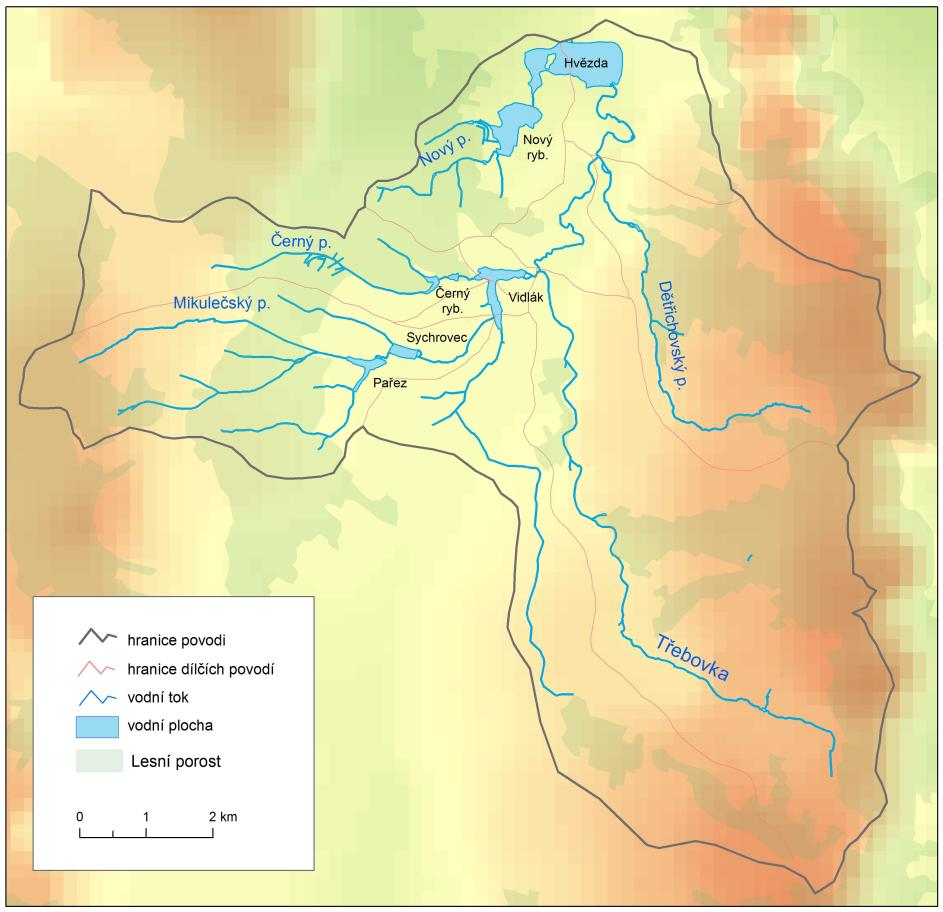 Hvězda
Nový p.
Nový
ryb.
Černý p.
Mikulečský p.
Černý
ryb.
Vidlák
Dětřichovský p.
Sychrovec
Pařez
Třebovka
hranice povodi
hranice dílčích povodí
vodní tok
vodní plocha
Lesní porost
0 1 2 km